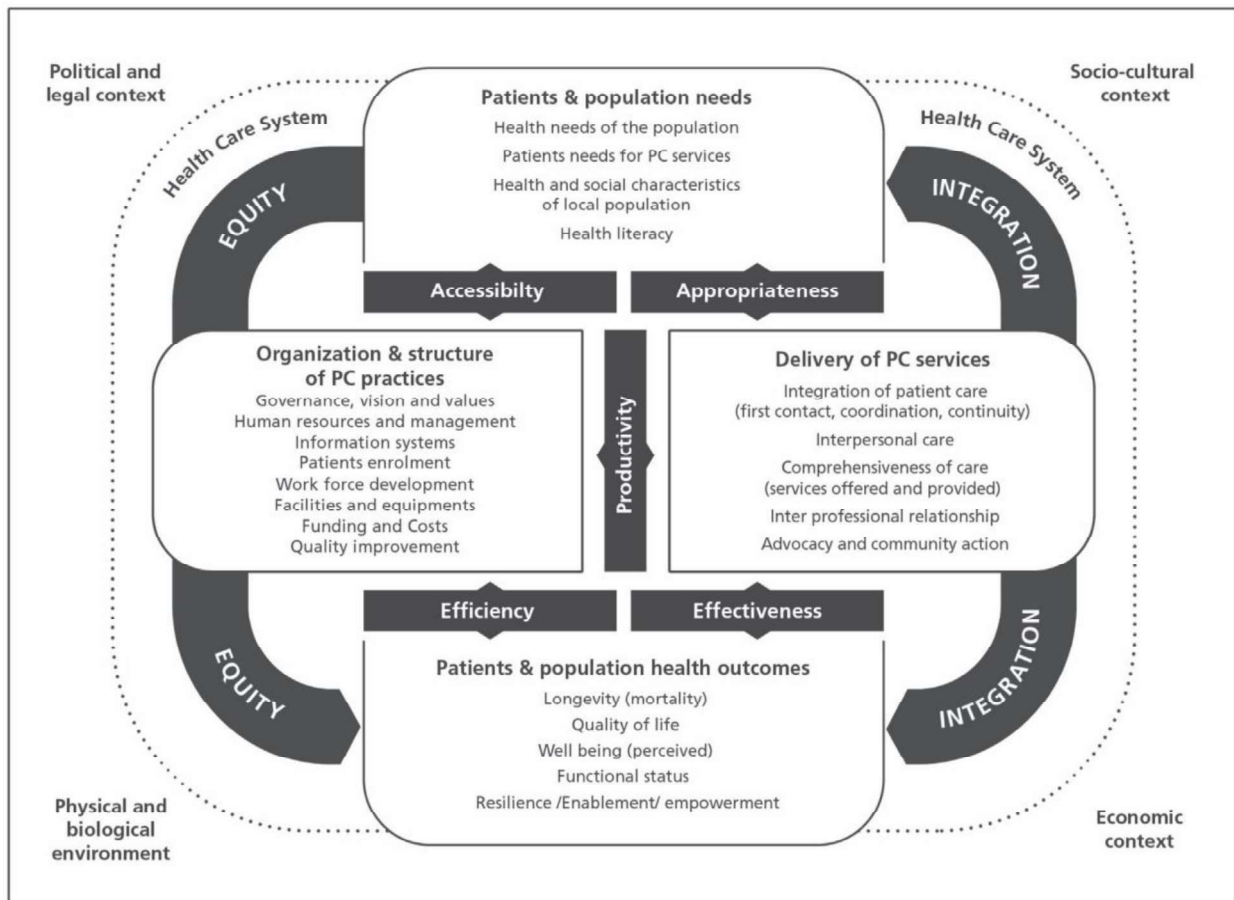 Political and
legal context
Socio-cultural
context
Health Care System
Health Care System
EQUITY
INTEGRATION
Patients & population needs
Health needs of the population
Patients needs for PC services
Health and social characteristics
of local population
Health literacy
Accessibilty
Appropriateness
Organization & structure
of PC practices
Governance, vision and values
Human resources and management
Information systems
Patients enrolment
Work force development
Facilities and equipments
Funding and Costs
Quality improvement
Productivity
Delivery of PC services
Integration of patient care
(first contact, coordination, continuity)
Interpersonal care
Comprehensiveness of care
(services offered and provided)
Inter professional relationship
Advocacy and community action
Efficiency
Effectiveness
EQUITY
INTEGRATION
Patients & population health outcomes
Longevity (mortality)
Quality of life
Well being (perceived)
Functional status
Resilience /Enablement/ empowerment
Physical and
biological
environment
Economic
context